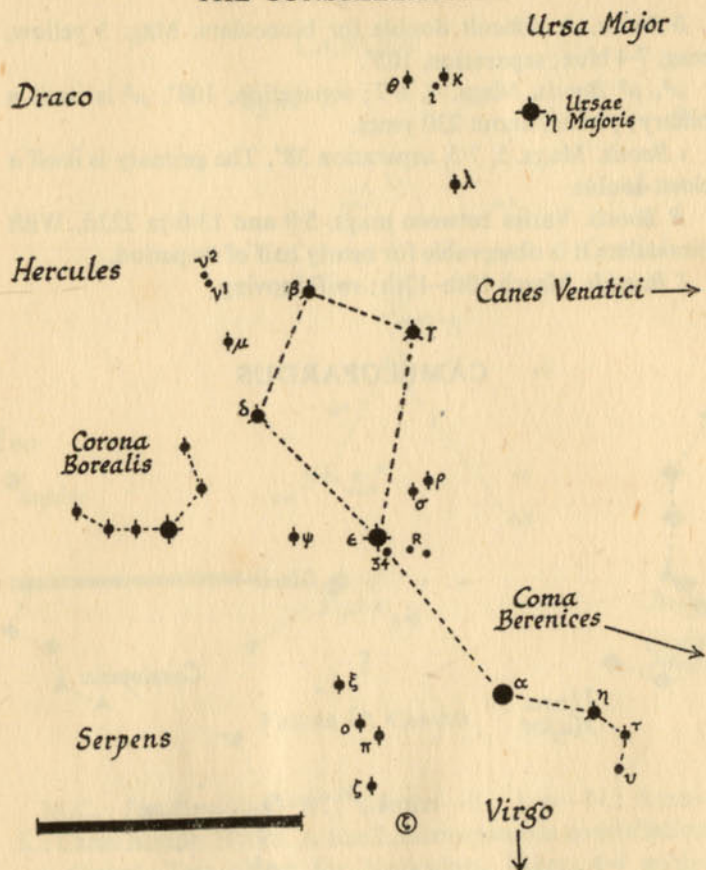 Ursa Major
Draco
θ
κ
ι
η Ursae Majoris
λ
Hercules
ν2
ν1
β
Canes Venatici
γ
μ
δ
Corona Borealis
ρ
σ
ψ
ε
34
R
Coma Berenices
ξ
α
η
ο
π
τ
Serpens
υ
ζ
ζ
Virgo